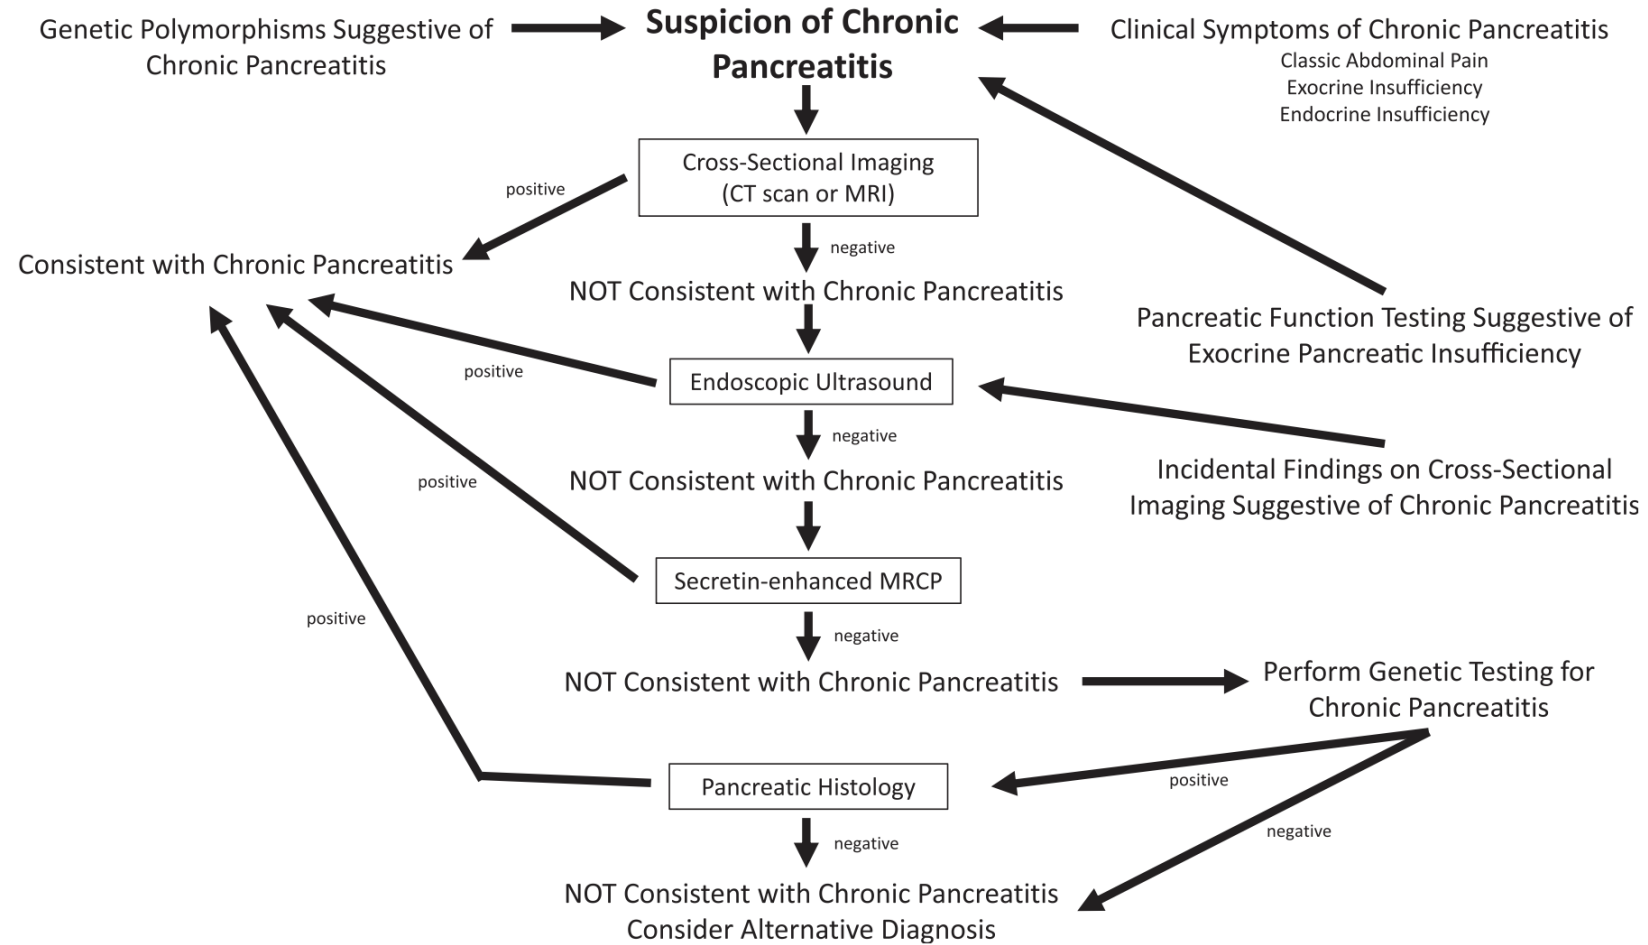 Genetic Polymorphisms Suggestive of
Chronic Pancreatitis
Suspicion of Chronic
Pancreatitis
Clinical Symptoms of Chronic Pancreatitis
Classic Abdominal Pain
Exocrine Insufficiency
Endocrine Insufficiency
Cross-Sectional Imaging
(CT scan or MRI)
positive
negative
Consistent with Chronic Pancreatitis
NOT Consistent with Chronic Pancreatitis
Pancreatic Function Testing Suggestive of
Exocrine Pancreatic Insufficiency
positive
Endoscopic Ultrasound
negative
Incidental Findings on Cross-Sectional
Imaging Suggestive of Chronic Pancreatitis
positive
NOT Consistent with Chronic Pancreatitis
Secretin-enhanced MRCP
positive
negative
NOT Consistent with Chronic Pancreatitis
Perform Genetic Testing for
Chronic Pancreatitis
Pancreatic Histology
positive
negative
negative
NOT Consistent with Chronic Pancreatitis
Consider Alternative Diagnosis